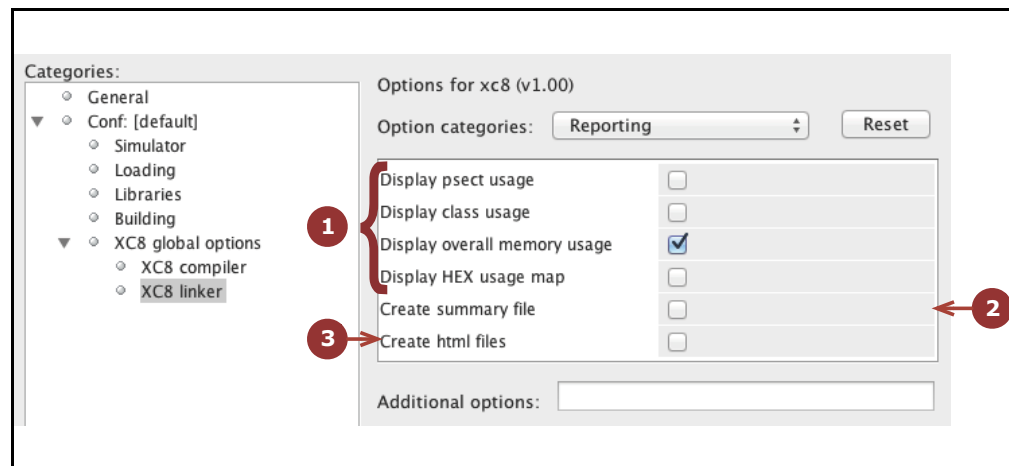 Categories:
General
Conf: [default]
Simulator
Loading
Libraries
Building
XC8 global options
XC8 compiler
XC8 linker
Options for xc8 (v1.00)
Option categories: Reporting Reset
1
Display psect usage
Display class usage
Display overall memory usage
Display HEX usage map
Create summary file
2
3
Create html files
Additional options: